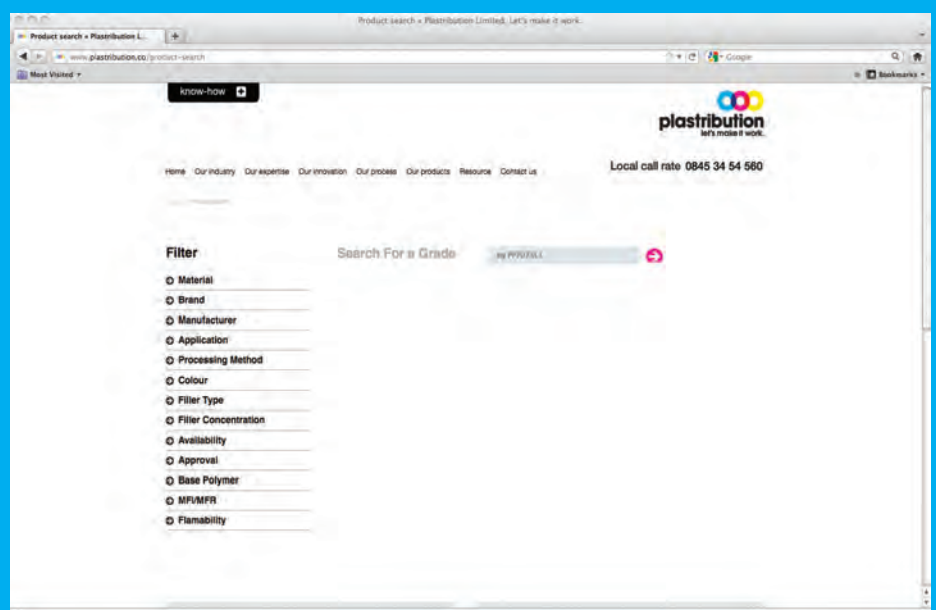 Product search « Plastribution Limited. Let's make it work.
Product search « Plastribution L...
www.plastribution.co/product-search
Google
Most Visited
Bookmarks
know-how
plastribution
let's make it work.
Local call rate 0845 34 54 560
Home Our industry Our expertise Our innovation Our process Our products Resource Contact us
Filter
Search For a Grade
Material
Brand
Manufacturer
Application
Processing Method
Colour
Filler Type
Filler Concentration
Availability
Approval
Base Polymer
MFI/MFR
Flamability